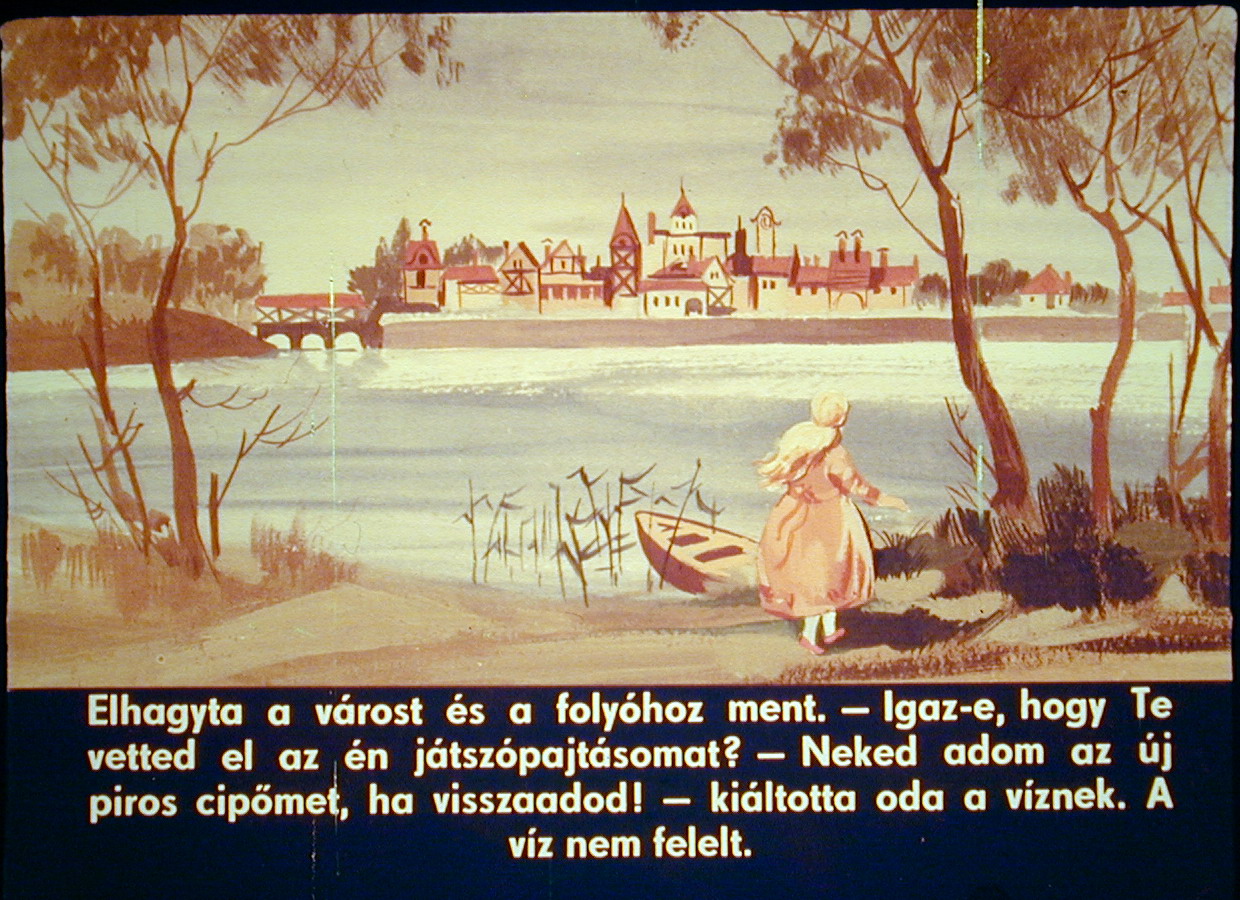 Elhagyta a várost és a folyóhoz ment. — Igaz-e, hogy Te
vetted el az én játszópajtásomat? — Neked adom az új
piros cipőmet, ha visszaadod! — kiáltotta oda a víznek. A
víz nem felelt.